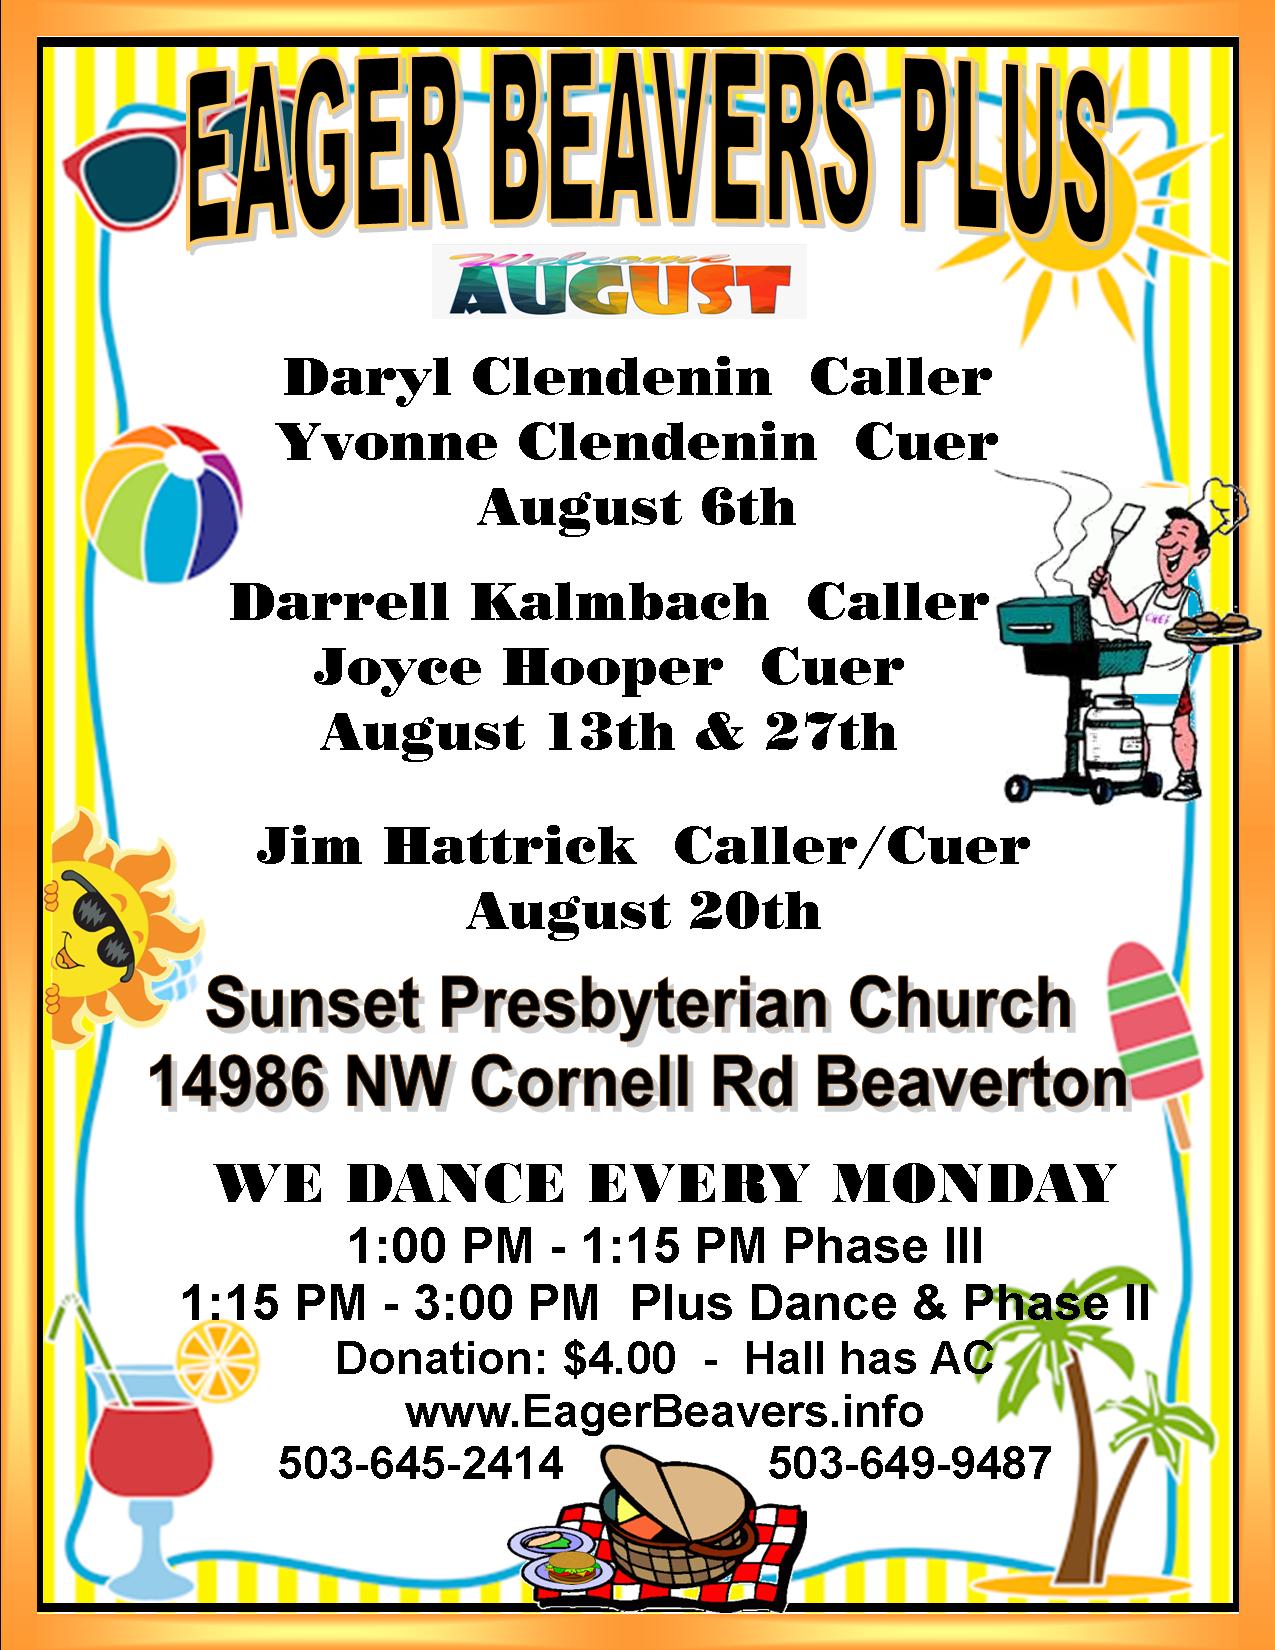 EAGER BEAVERS PLUS
Welcome
AUGUST
Daryl Clendenin Caller
Yvonne Clendenin Cuer
August 6th
Darrell Kalmbach Caller
CHEF
Joyce Hooper Cuer
August 13th & 27th
Jim Hattrick Caller/Cuer
August 20th
Sunset Presbyterian Church
14986 NW Cornell Rd Beaverton
WE DANCE EVERY MONDAY
1:00 PM - 1:15 PM Phase III
1:15 PM - 3:00 PM Plus Dance & Phase II
Donation: $4.00 - Hall has AC
www.EagerBeavers.info
503-645-2414 503-649-9487